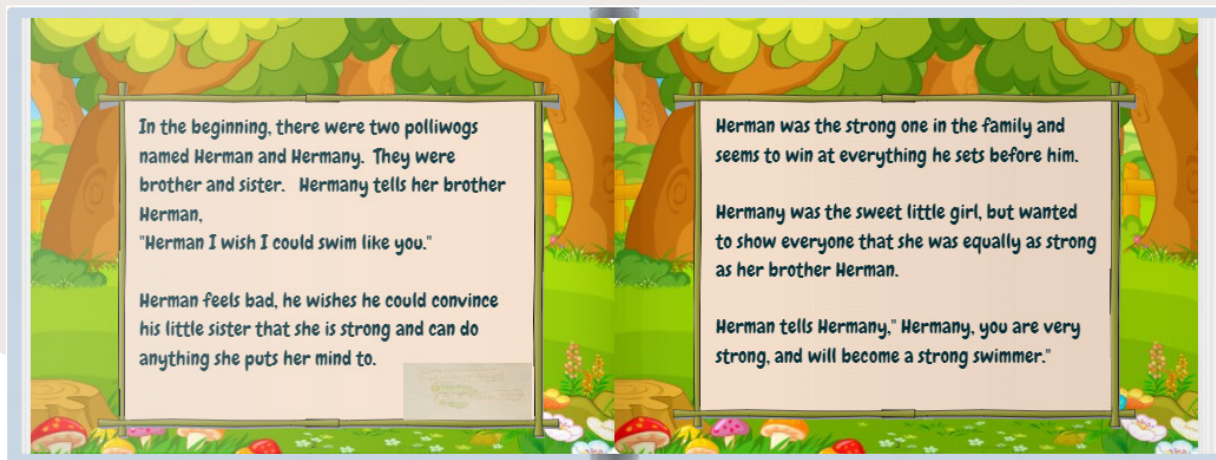 In the beginning, there were two polliwogs
named Herman and Hermany. They were
brother and sister. Hermany tells her brother
Herman,
"Herman I wish I could swim like you."
Herman feels bad, he wishes he could convince
his little sister that she is strong and can do
anything she puts her mind to.
Herman was the strong one in the family and
seems to win at everything he sets before him.
Hermany was the sweet little girl, but wanted
to show everyone that she was equally as strong
as her brother Herman.
Herman tells Hermany," Hermany, you are very
strong, and will become a strong swimmer."